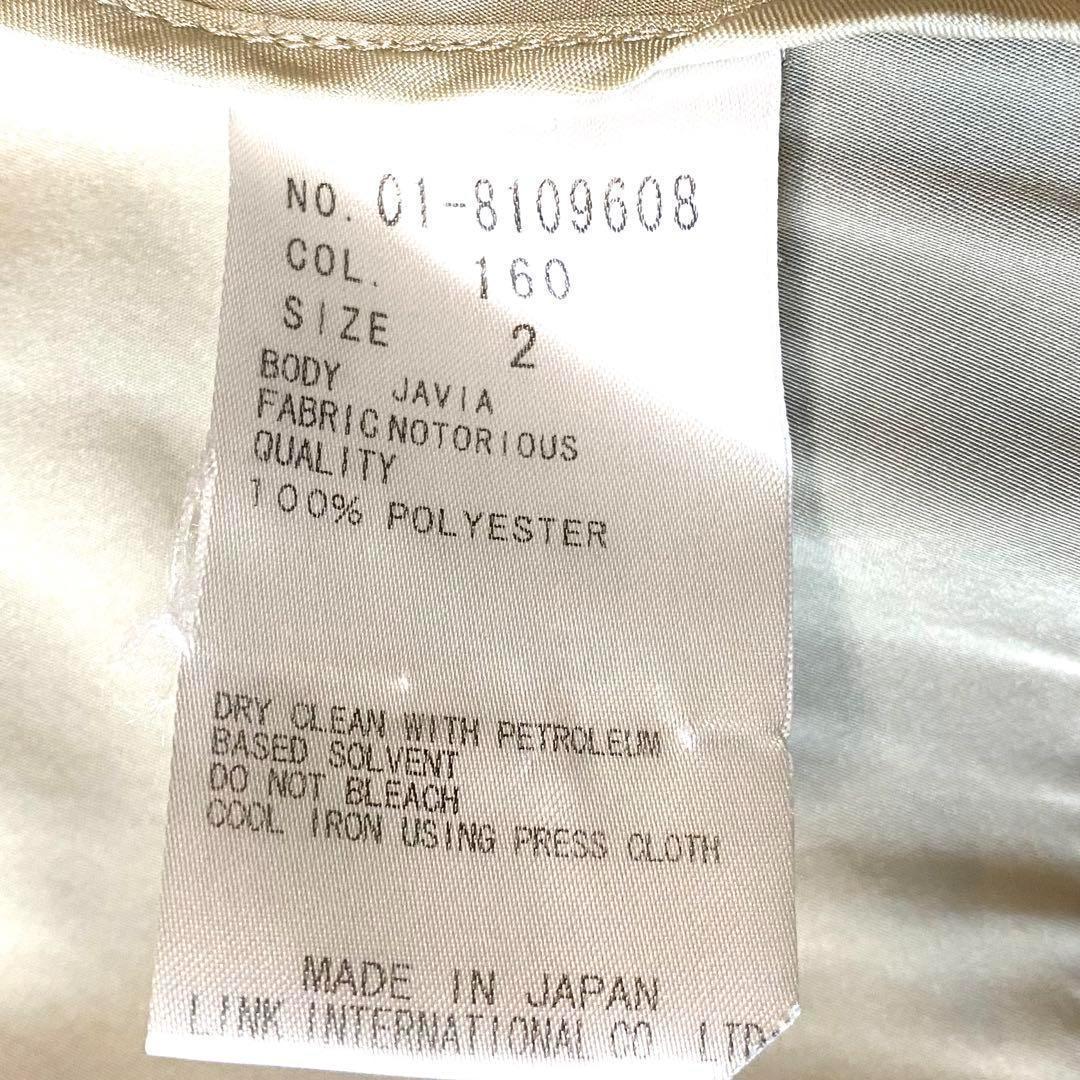 NO. 01-8109608
COL. 160
SIZE 2
BODY JAVIA
FABRIC NOTORIOUS
QUALITY
100% POLYESTER
DRY CLEAN WITH PETROLEUM
BASED SOLVENT
DO NOT BLEACH
COOL IRON USING PRESS CLOTH
MADE IN JAPAN
LINK INTERNATIONAL CO LTD